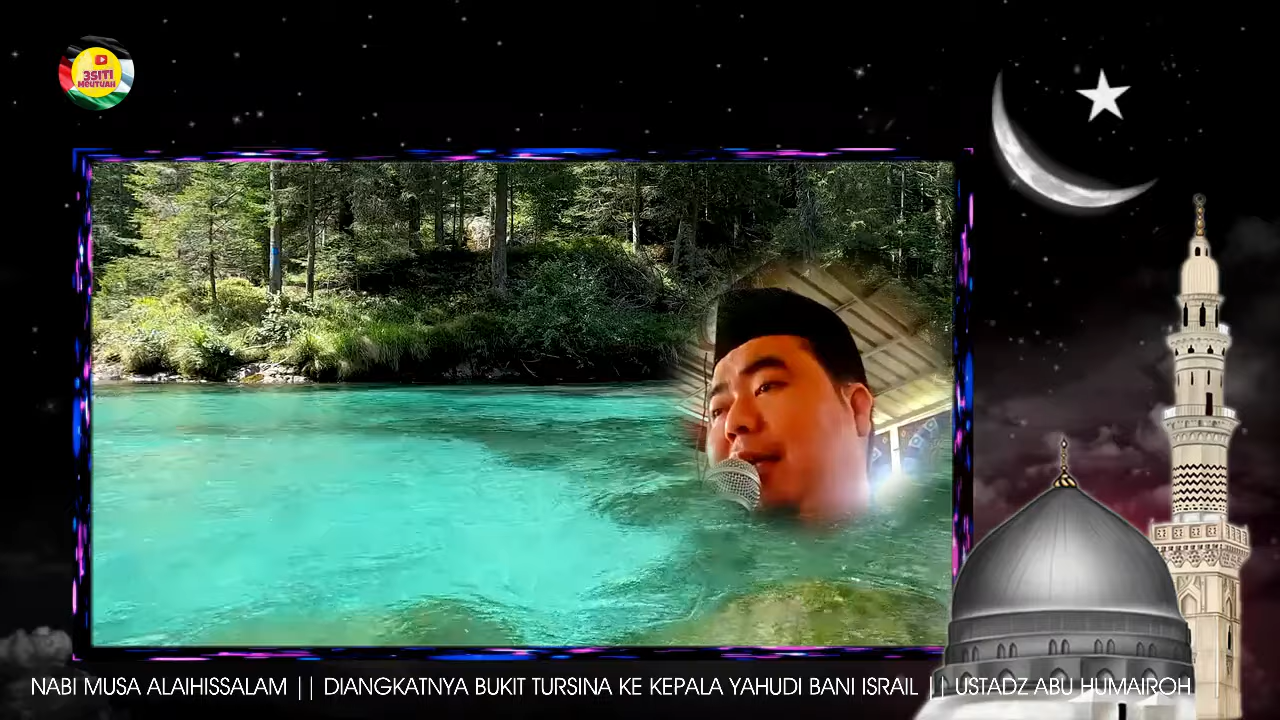 3SITI
MEUTUAH
NABI MUSA ALAIHISSALAM || DIANGKATNYA BUKIT TURSINA KE KEPALA YAHUDI BANI ISRAIL || USTADZ ABU HUMAIROH